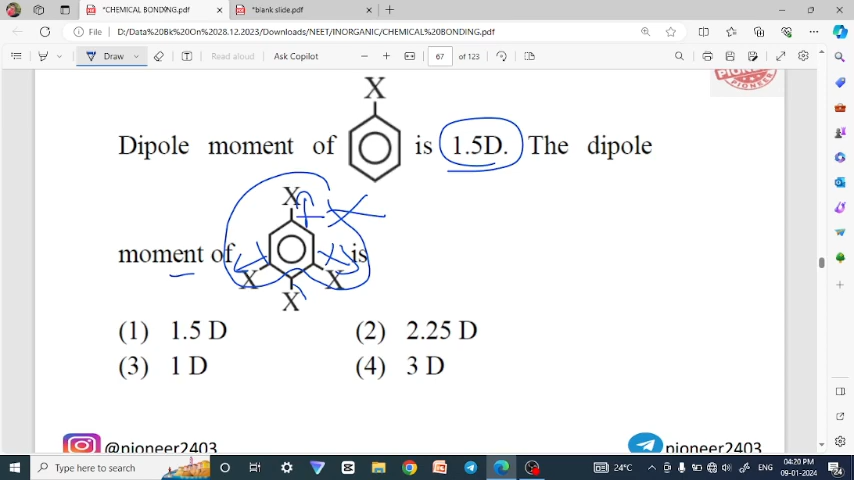 *CHEMICAL BONDING.pdf
*blank slide.pdf
File
D:/Data%20Bk%20On%2028.12.2023/Downloads/NEET/INORGANIC/CHEMICAL%20BONDING.pdf
Draw
Read aloud
Ask Copilot
67
of 123
PIONEER
X
Dipole moment of is 1.5D. The dipole
X
moment of is
X X
X
(1) 1.5 D (2) 2.25 D
(3) 1 D (4) 3 D
@pioneer2403
pioneer2403
Type here to search
24°C
ENG
04:20 PM
09-01-2024
24